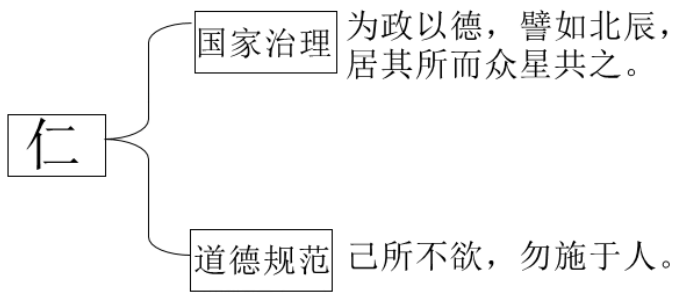 仁
国家治理
为政以德，譬如北辰，
居其所而众星共之。
道德规范
己所不欲，勿施于人。